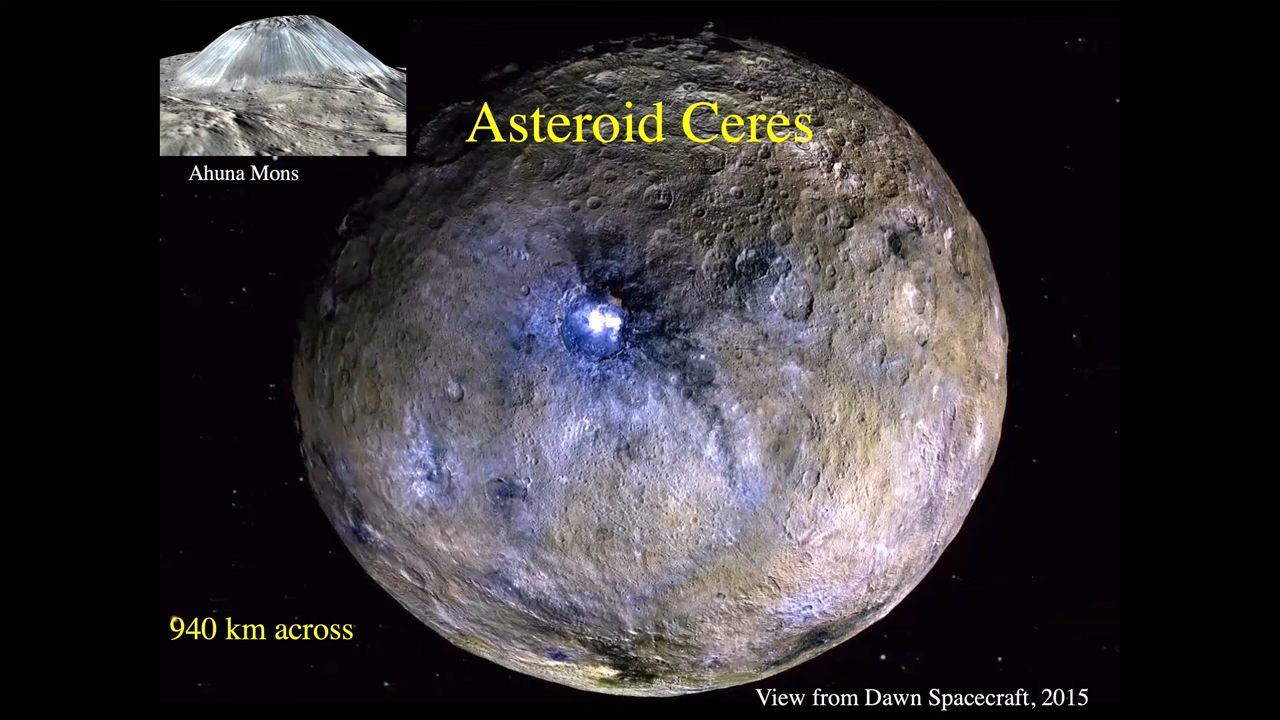 Asteroid Ceres
Ahuna Mons
940 km across
View from Dawn Spacecraft, 2015